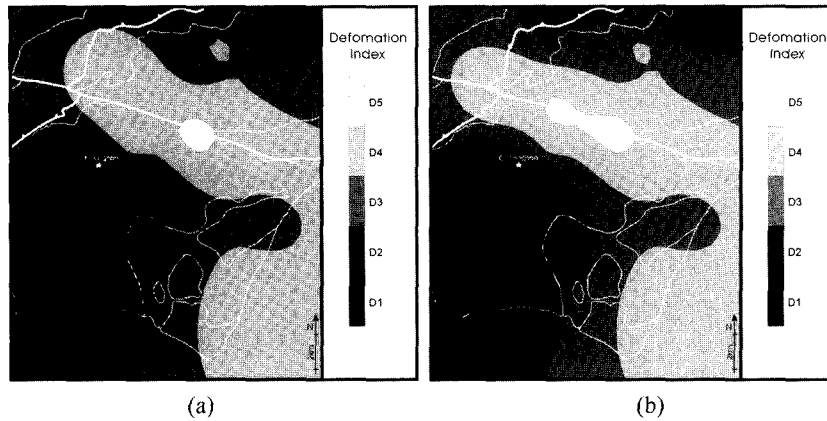 Defomation
Index
D5
D4
D3
D2
D1
N
(a)
Defomation
Index
D5
D4
D3
D2
D1
N
(b)